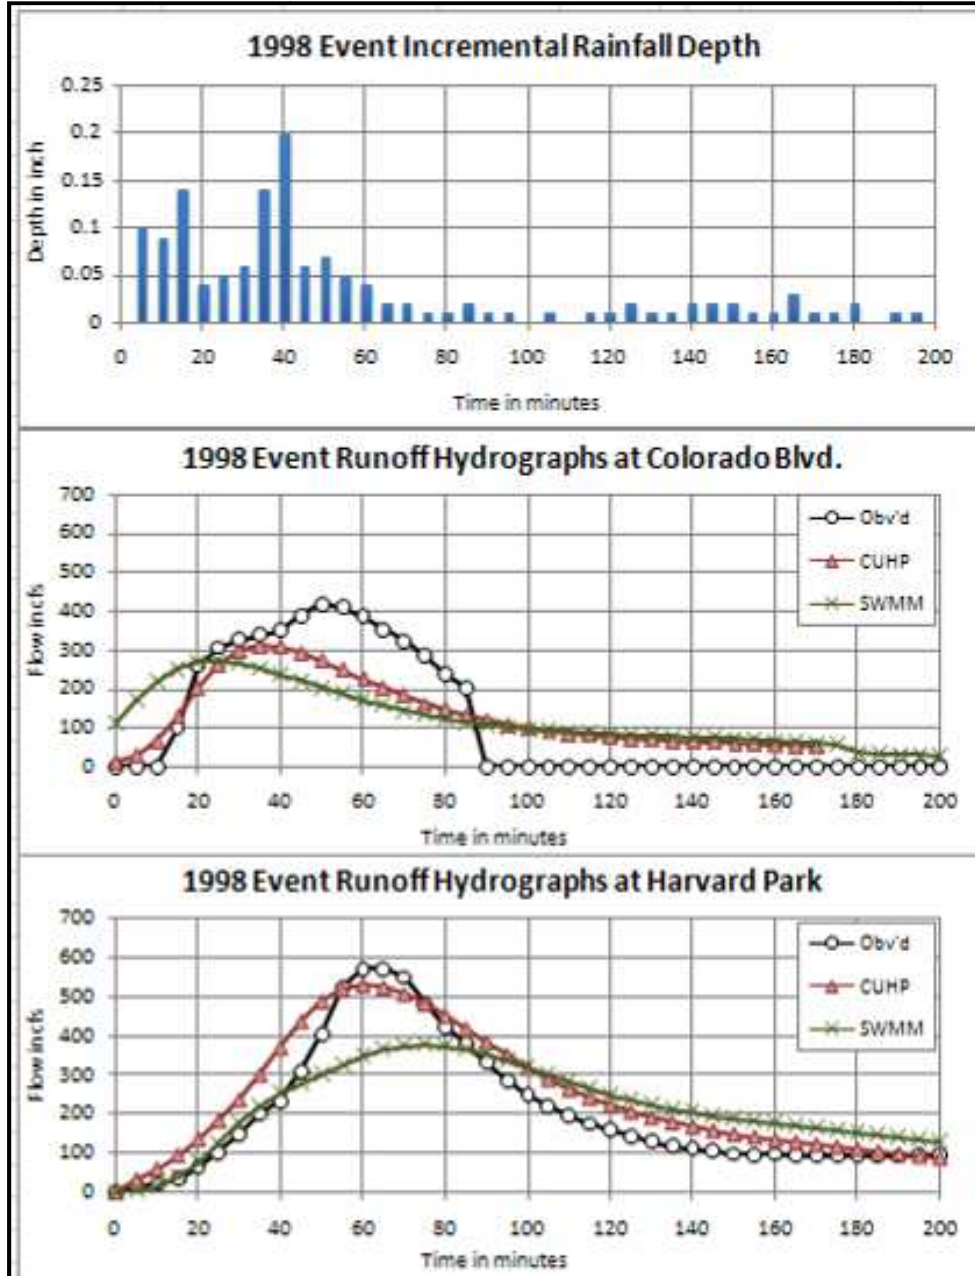 1998 Event Incremental Rainfall Depth
0.25
0.2
0.15
0.1
0.05
0
Depth in inch
0 20 40 60 80 100 120 140 160 180 200
Time in minutes
1998 Event Runoff Hydrographs at Colorado Blvd.
700
600
500
400
300
200
100
0
Flow in cfs
Obv'd
CUHP
SWMM
0 20 40 60 80 100 120 140 160 180 200
Time in minutes
1998 Event Runoff Hydrographs at Harvard Park
700
600
500
400
300
200
100
0
Flow in cfs
Obv'd
CUHP
SWMM
0 20 40 60 80 100 120 140 160 180 200
Time in minutes